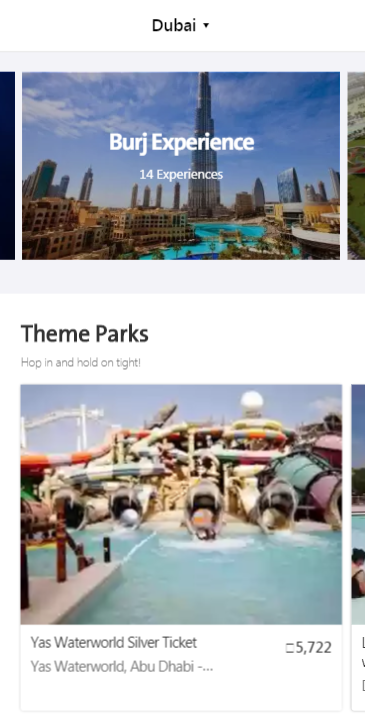 Dubai ▾
Burj Experience
14 Experiences
Theme Parks
Hop in and hold on tight!
Yas Waterworld Silver Ticket
□5,722
Yas Waterworld, Abu Dhabi -...